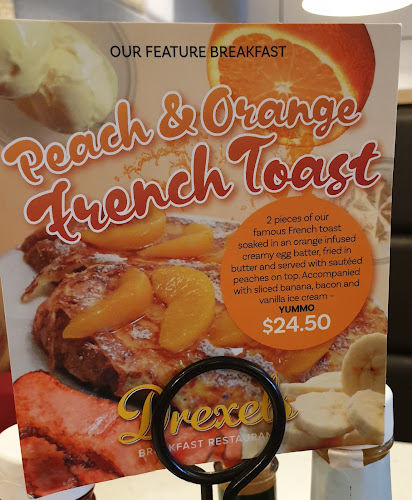 OUR FEATURE BREAKFAST
Peach & Orange
French Toast
2 pieces of our
famous French toast
soaked in an orange infused
creamy egg batter, fried in
butter and served with sautéed
peaches on top. Accompanied
with sliced banana, bacon and
vanilla ice cream -
YUMMO
$24.50
Drexel's
BREAKFAST RESTAURANT